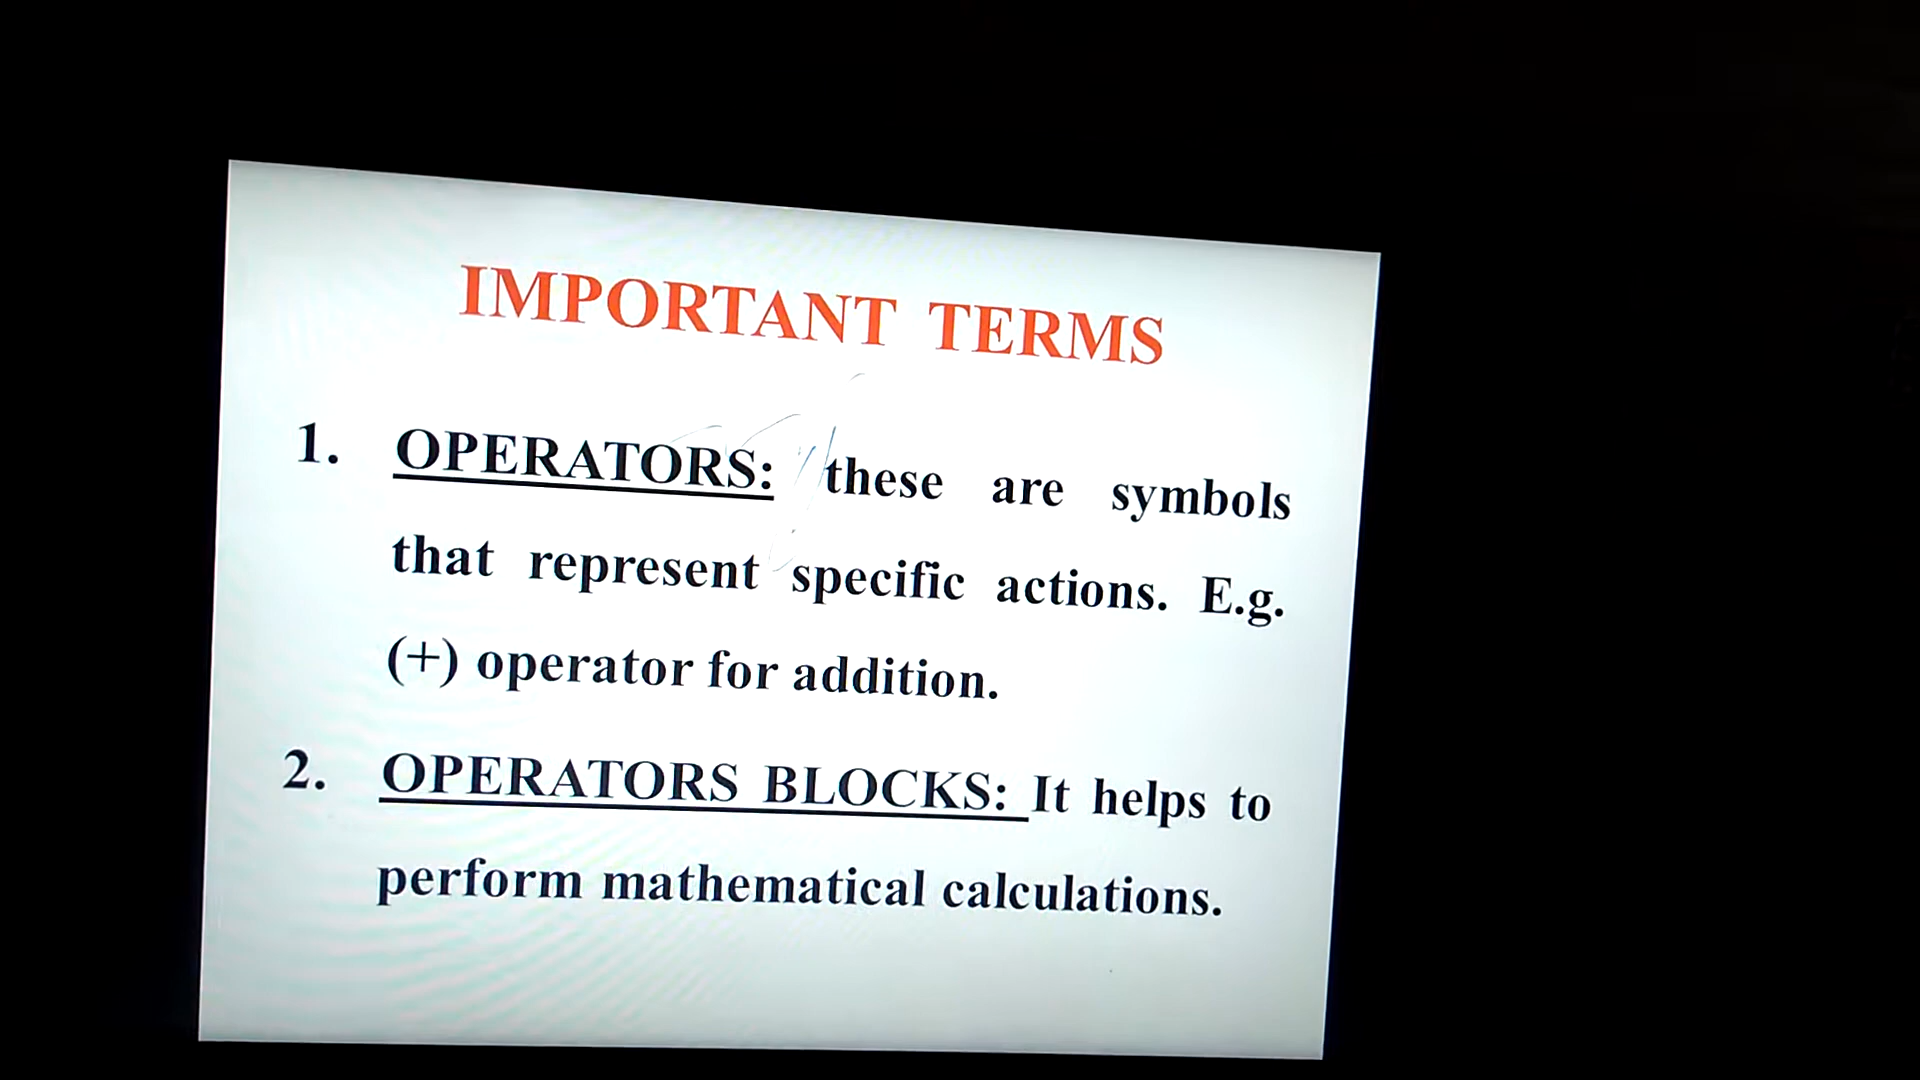 IMPORTANT TERMS
1. OPERATORS: these are symbols
that represent specific actions. E.g.
(+) operator for addition.
2. OPERATORS BLOCKS: It helps to
perform mathematical calculations.